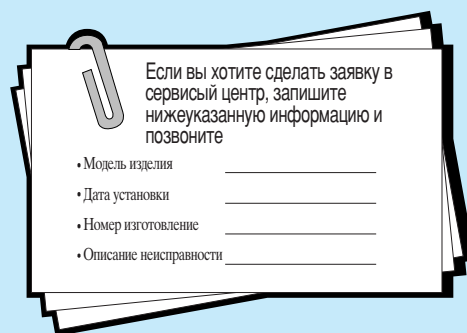 Если вы хотите сделать заявку в
сервисый центр, запишите
нижеуказанную информацию и
позвоните
• Модель изделия
• Дата установки
• Номер изготовление
• Описание неисправности